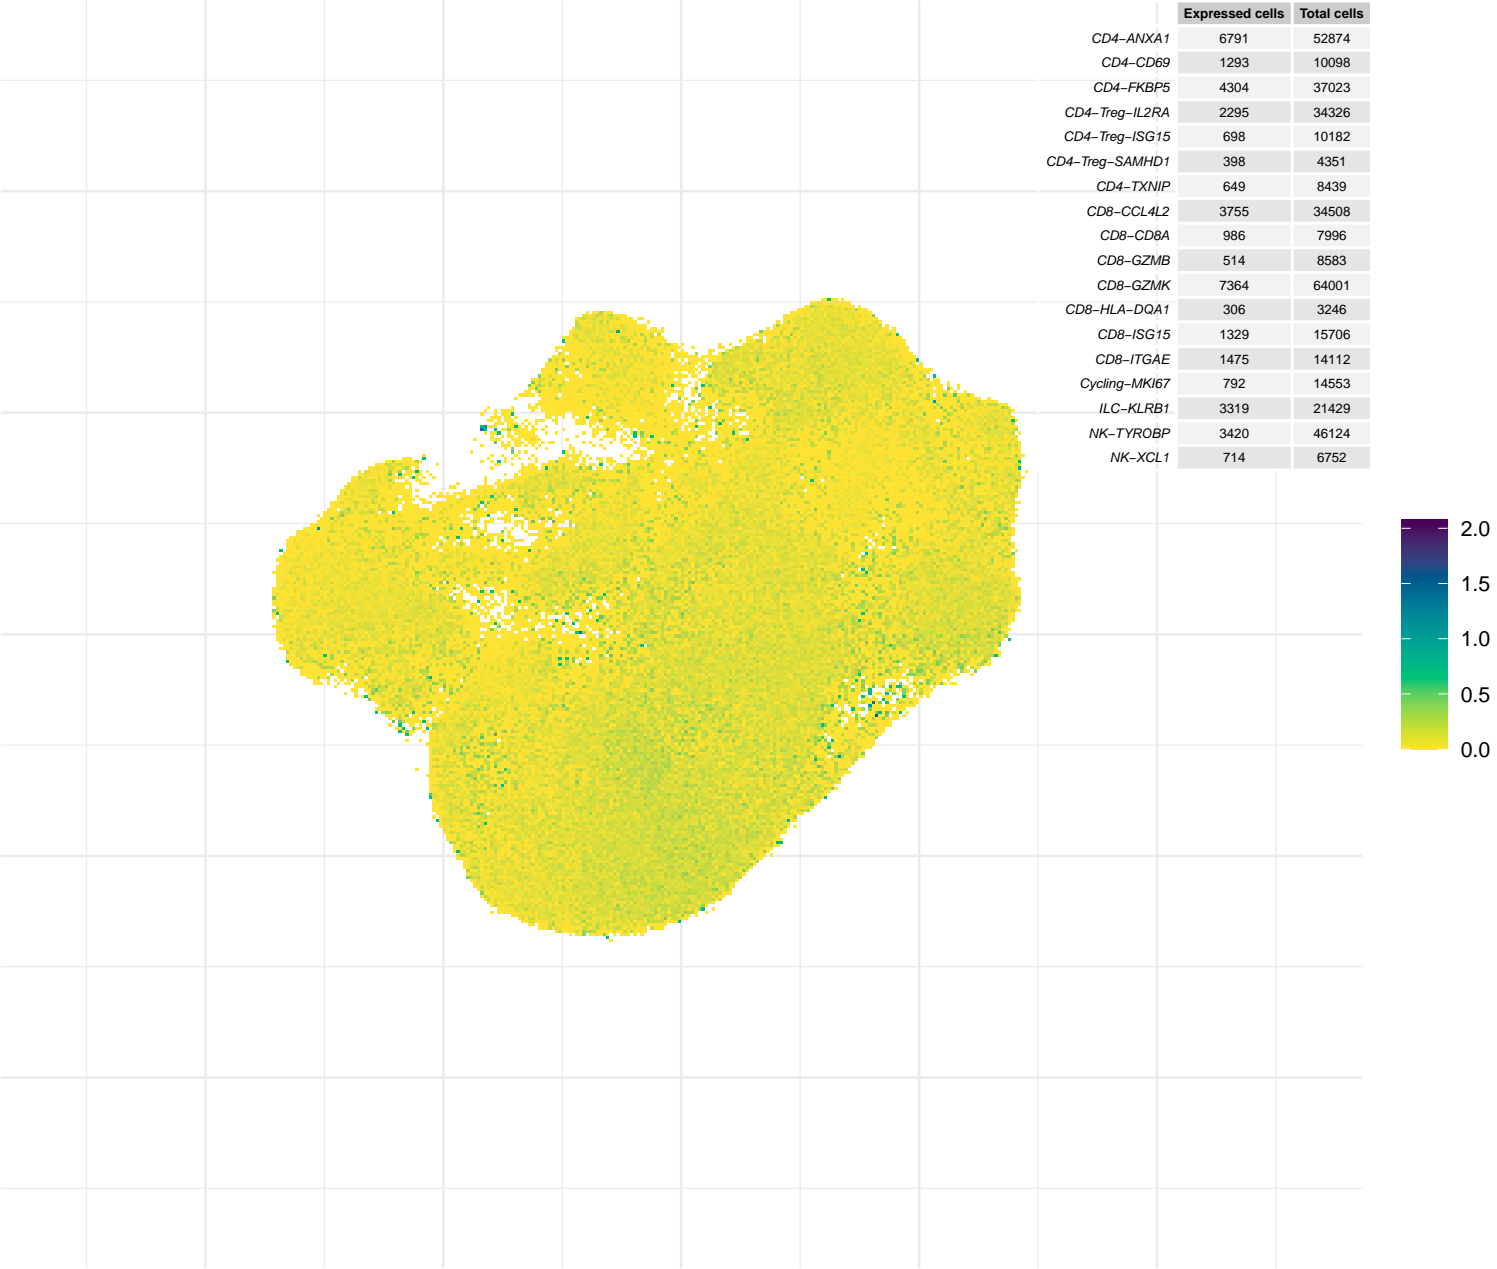 Expressed cells Total cells
CD4−ANXA1 6791 52874
CD4−CD69 1293 10098
CD4−FKBP5 4304 37023
CD4−Treg−IL2RA 2295 34326
CD4−Treg−ISG15 698 10182
CD4−Treg−SAMHD1 398 4351
CD4−TXNIP 649 8439
CD8−CCL4L2 3755 34508
CD8−CD8A 986 7996
CD8−GZMB 514 8583
CD8−GZMK 7364 64001
CD8−HLA−DQA1 306 3246
CD8−ISG15 1329 15706
CD8−ITGAE 1475 14112
Cycling−MKI67 792 14553
ILC−KLRB1 3319 21429
NK−TYROBP 3420 46124
NK−XCL1 714 6752
2.0
1.5
1.0
0.5
0.0